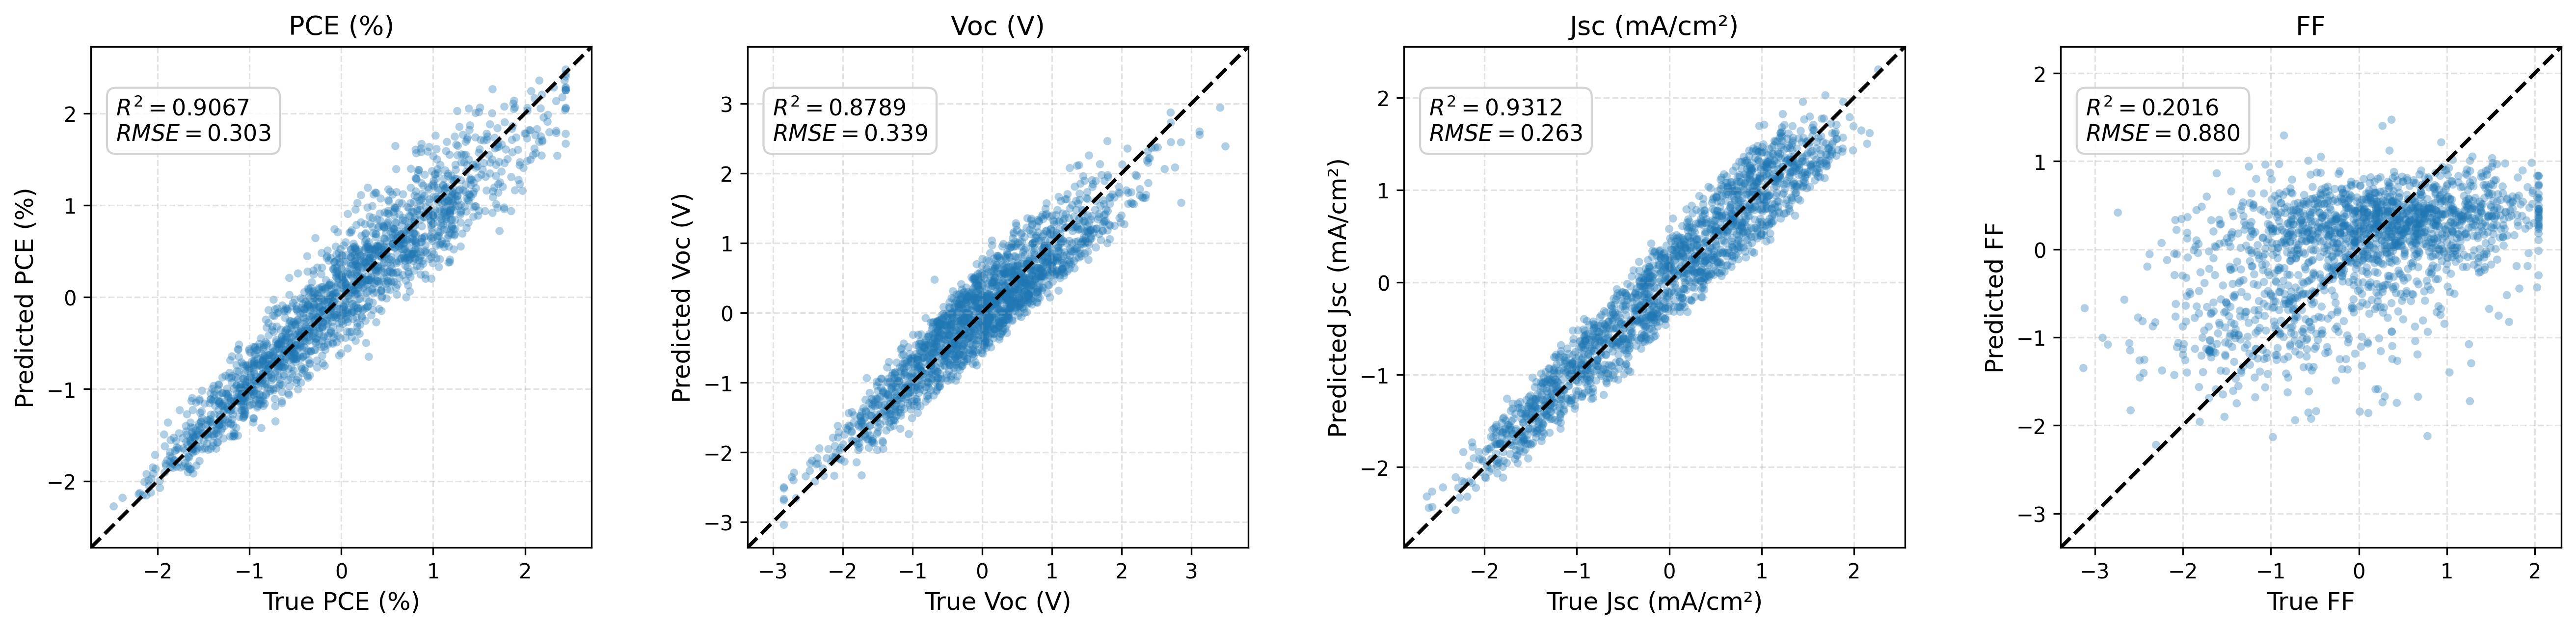 PCE (%)
R² = 0.9067
RMSE = 0.303
Predicted PCE (%)
2
1
0
−1
−2
−2 −1 0 1 2
True PCE (%)
Voc (V)
R² = 0.8789
RMSE = 0.339
Predicted Voc (V)
3
2
1
0
−1
−2
−3
−3 −2 −1 0 1 2 3
True Voc (V)
Jsc (mA/cm²)
R² = 0.9312
RMSE = 0.263
Predicted Jsc (mA/cm²)
2
1
0
−1
−2
−2 −1 0 1 2
True Jsc (mA/cm²)
FF
R² = 0.2016
RMSE = 0.880
Predicted FF
2
1
0
−1
−2
−3
−3 −2 −1 0 1 2
True FF